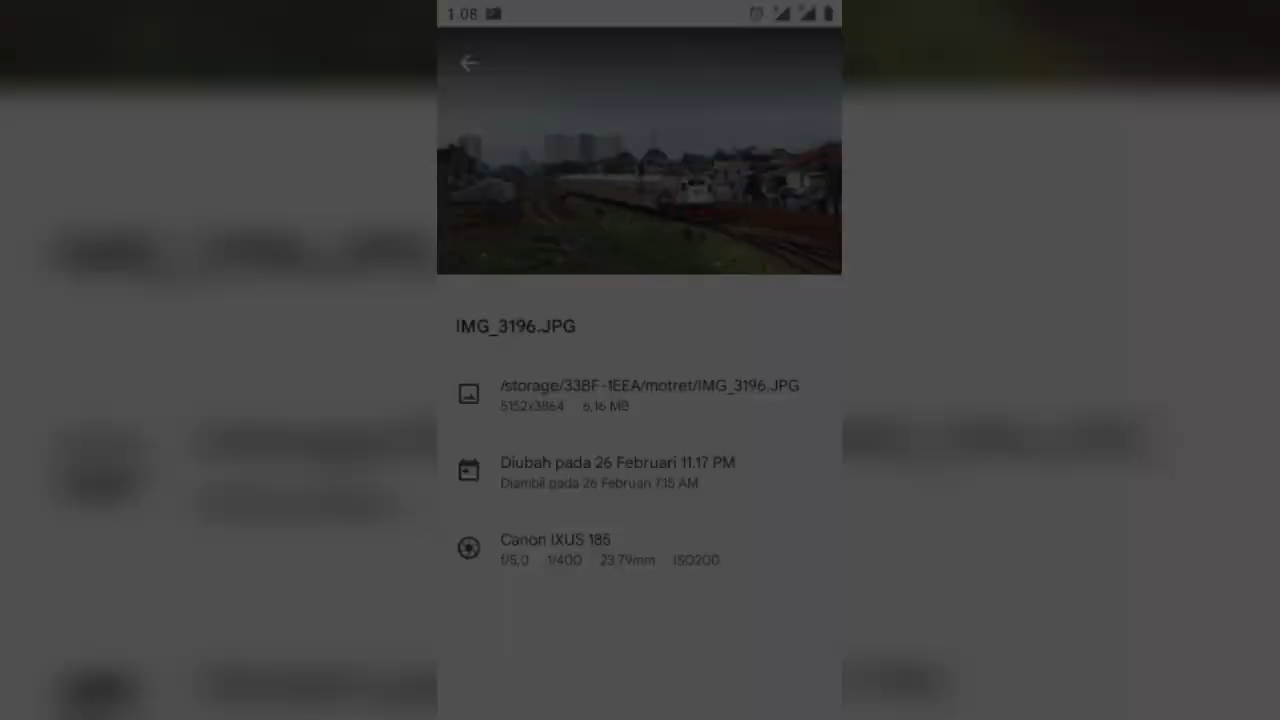 1.08
IMG_3196.JPG
/storage/33BF-1EEA/motret/IMG_3196.JPG
5152x3864 6,16 MB
Diubah pada 26 Februari 11.17 PM
Diambil pada 26 Februari 7.15 AM
Canon IXUS 185
f/5,0 1/400 23.79mm ISO200